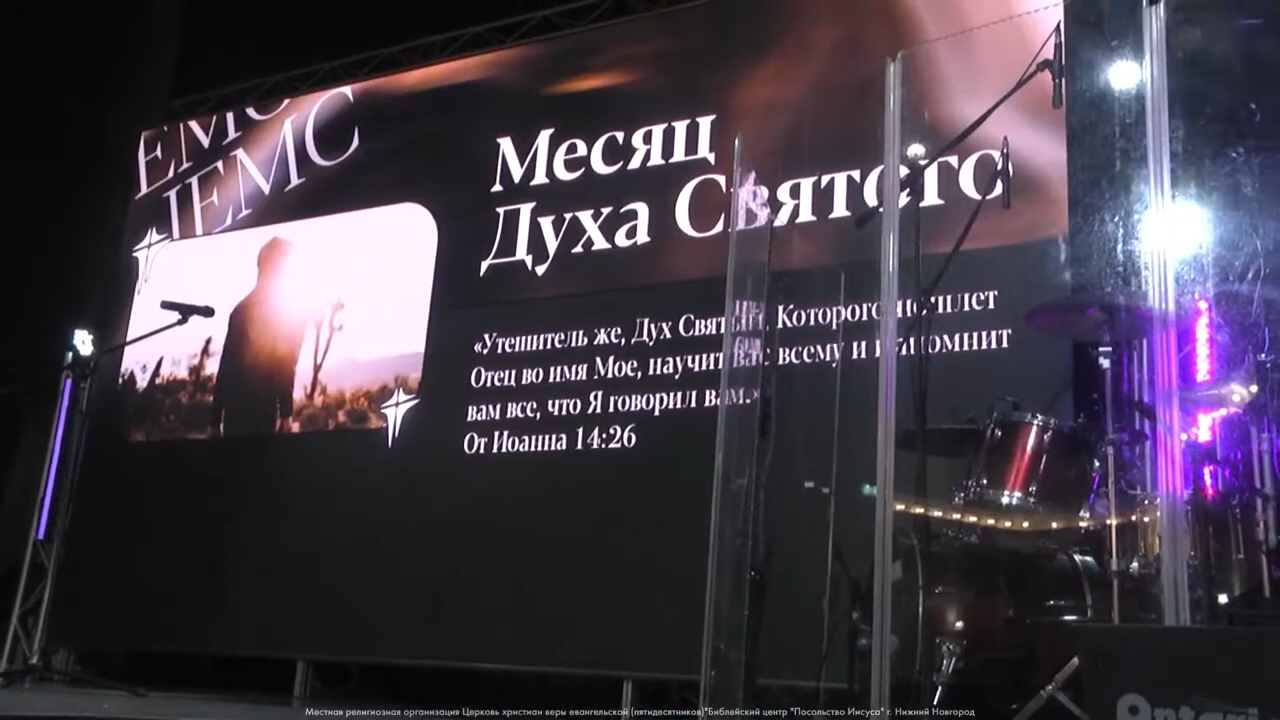 JEMC
JEMC
Месяц
Духа Святого
«Утешитель же, Дух Святый, Которого пошлет
Отец во имя Мое, научит вас всему и напомнит
вам все, что Я говорил вам.»
От Иоанна 14:26
Местная религиозная организация Церковь христиан веры евангельской (пятидесятников)"Библейский центр "Посольство Иисуса" г. Нижний Новгород